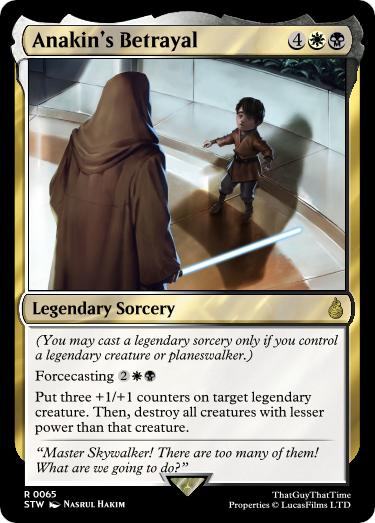 Anakin's Betrayal 4
Legendary Sorcery
(You may cast a legendary sorcery only if you control
a legendary creature or planeswalker.)
Forcecasting 2
Put three +1/+1 counters on target legendary
creature. Then, destroy all creatures with lesser
power than that creature.
“Master Skywalker! There are too many of them!
What are we going to do?”
R 0065
STW Nasrul Hakim
ThatGuyThatTime
Properties © LucasFilms LTD